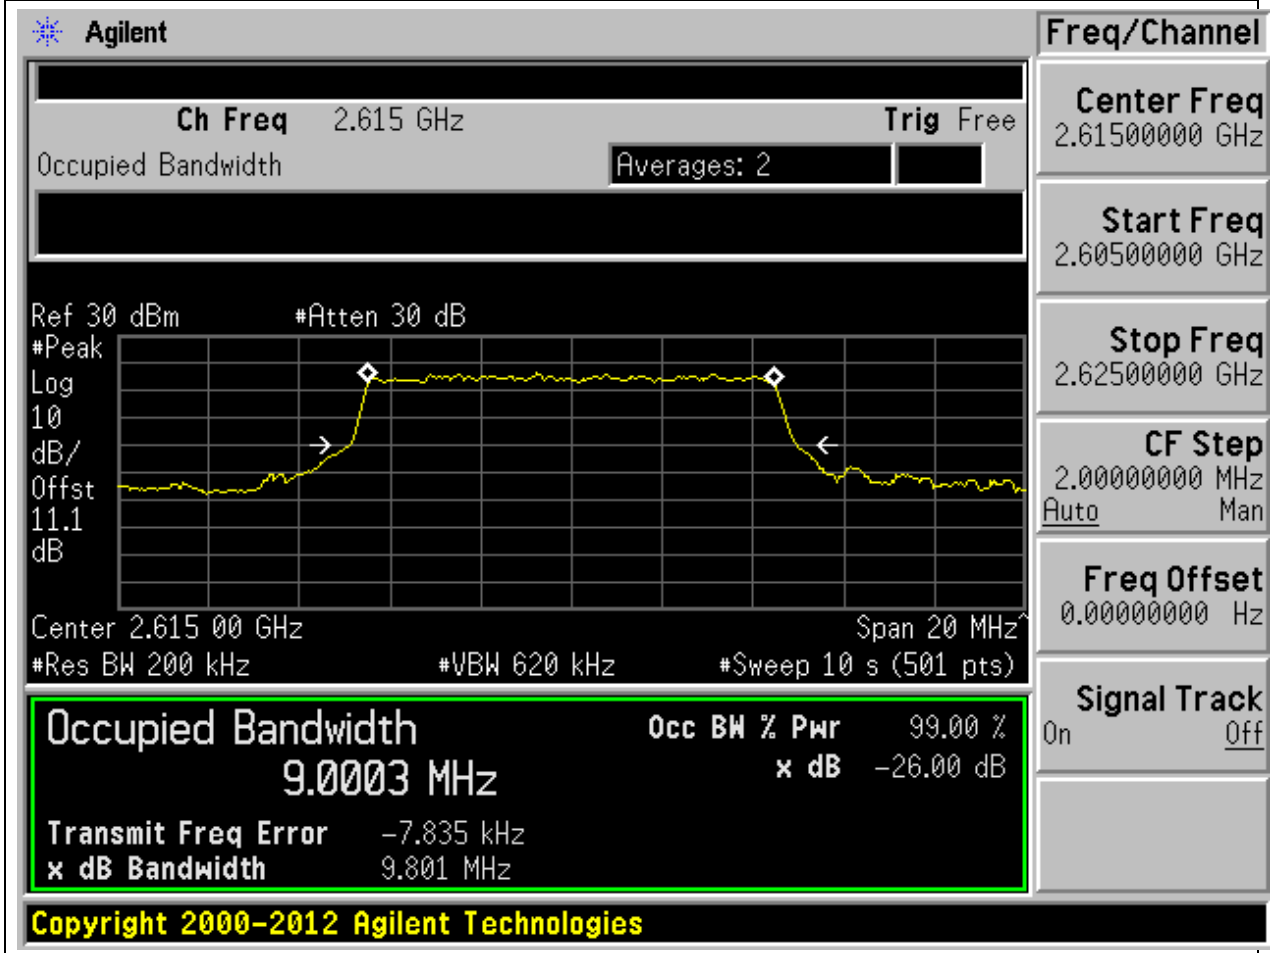 Agilent
Freq/Channel
Ch Freq 2.615 GHz Trig Free
Occupied Bandwidth Averages: 2
Center Freq
2.61500000 GHz
Start Freq
2.60500000 GHz
Stop Freq
2.62500000 GHz
CF Step
2.00000000 MHz
Auto Man
Freq Offset
0.00000000 Hz
Signal Track
On Off
Ref 30 dBm #Atten 30 dB
#Peak
Log
10
dB/
Offst
11.1
dB
Center 2.615 00 GHz Span 20 MHz^
#Res BW 200 kHz #VBW 620 kHz #Sweep 10 s (501 pts)
Occupied Bandwidth
9.0003 MHz
Occ BW % Pwr 99.00 %
x dB -26.00 dB
Transmit Freq Error -7.835 kHz
x dB Bandwidth 9.801 MHz
Copyright 2000-2012 Agilent Technologies